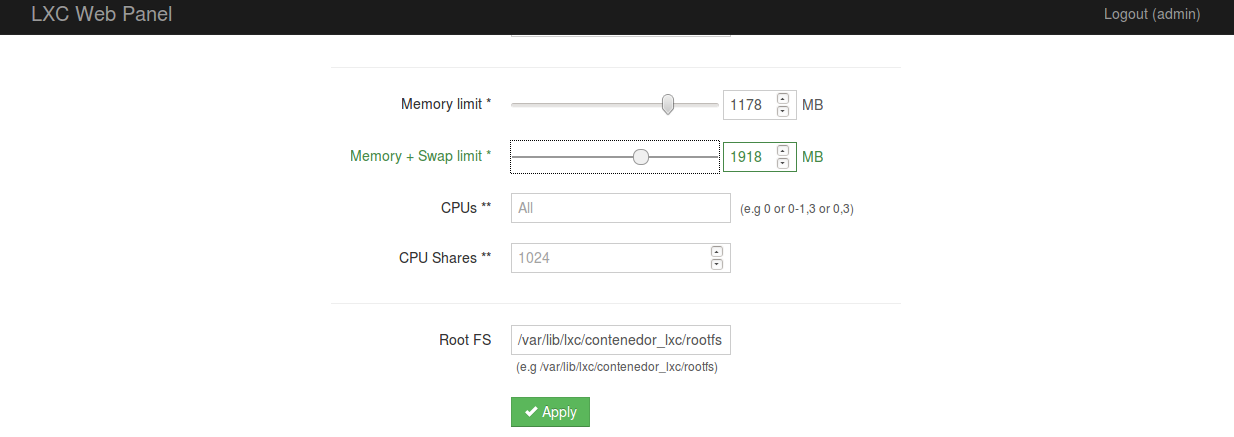 LXC Web Panel Logout (admin)
Memory limit * 1178 MB
Memory + Swap limit * 1918 MB
CPUs ** All (e.g 0 or 0-1,3 or 0,3)
CPU Shares ** 1024
Root FS /var/lib/lxc/contenedor_lxc/rootfs
(e.g /var/lib/lxc/contenedor_lxc/rootfs)
Apply